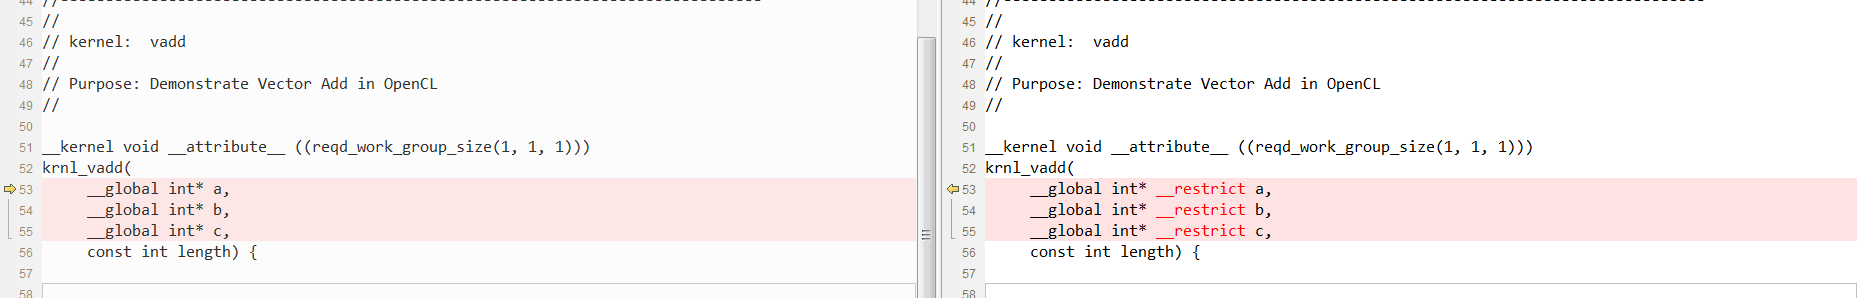 44 //------------------------------------------------------------------------------
45 //
46 // kernel:  vadd
47 //
48 // Purpose: Demonstrate Vector Add in OpenCL
49 //
50
51 __kernel void __attribute__ ((reqd_work_group_size(1, 1, 1)))
52 krnl_vadd(
53      __global int* a,
54      __global int* b,
55      __global int* c,
56      const int length) {
57
58
44 //------------------------------------------------------------------------------
45 //
46 // kernel:  vadd
47 //
48 // Purpose: Demonstrate Vector Add in OpenCL
49 //
50
51 __kernel void __attribute__ ((reqd_work_group_size(1, 1, 1)))
52 krnl_vadd(
53      __global int* __restrict a,
54      __global int* __restrict b,
55      __global int* __restrict c,
56      const int length) {
57
58